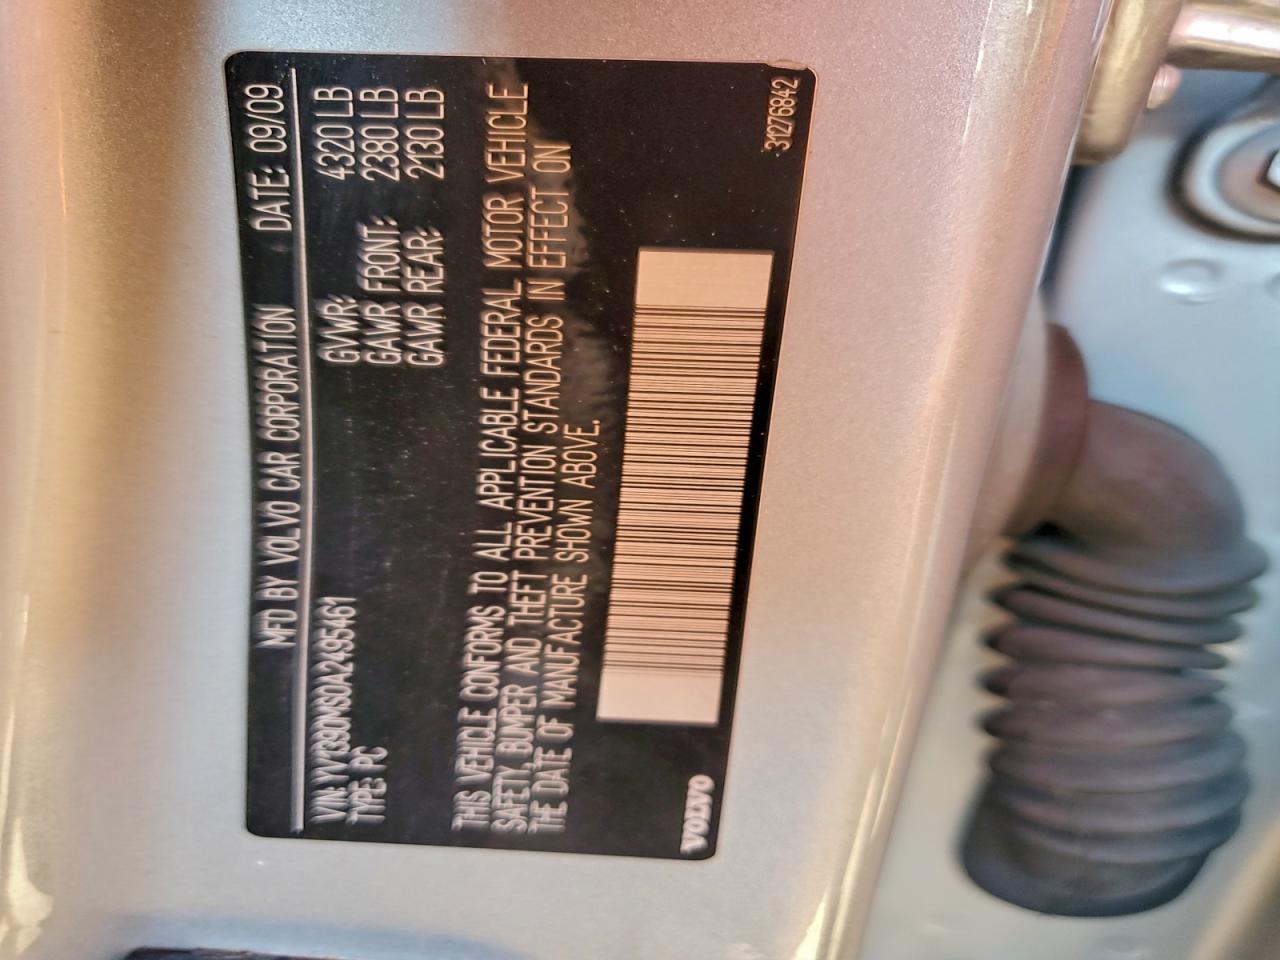 MFD BY VOLVO CAR CORPORATION DATE: 09/09
VIN: YV1390MS0A2495461
TYPE: PC
GVWR: 4320 LB
GAWR FRONT: 2380 LB
GAWR REAR: 2130 LB
THIS VEHICLE CONFORMS TO ALL APPLICABLE FEDERAL MOTOR VEHICLE
SAFETY, BUMPER AND THEFT PREVENTION STANDARDS IN EFFECT ON
THE DATE OF MANUFACTURE SHOWN ABOVE.
VOLVO
31276842